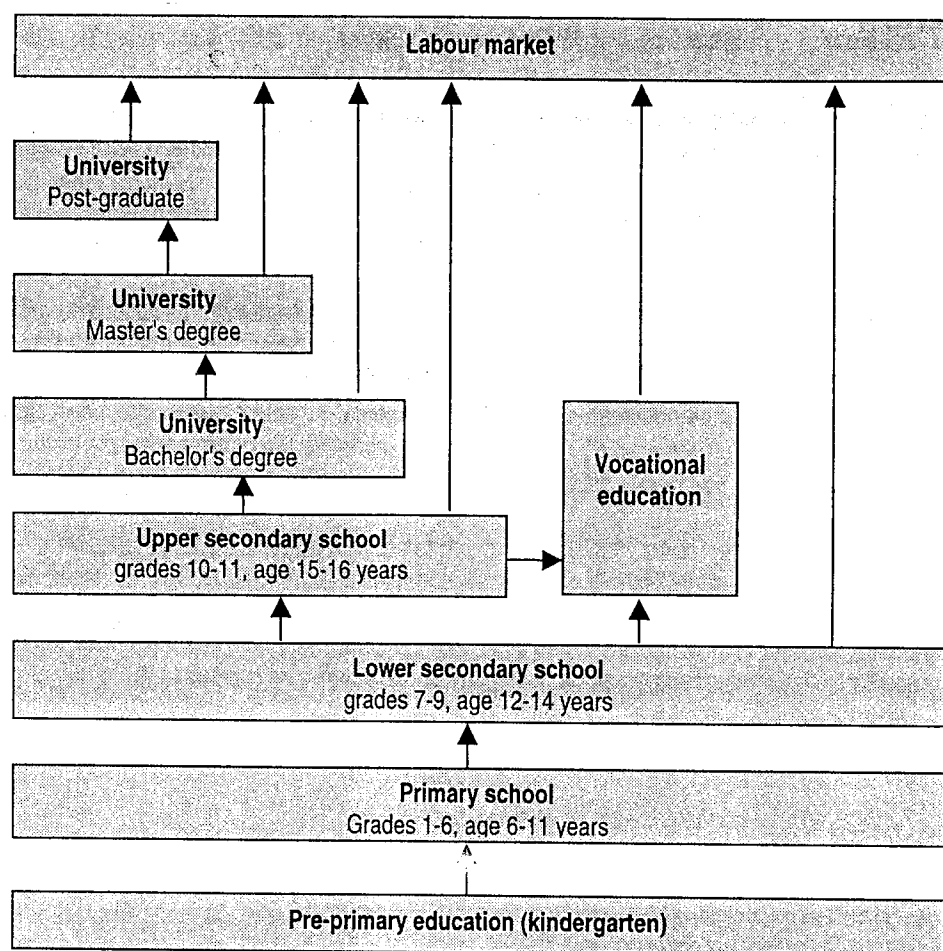 Labour market
University
Post-graduate
University
Master's degree
University
Bachelor's degree
Vocational
education
Upper secondary school
grades 10-11, age 15-16 years
Lower secondary school
grades 7-9, age 12-14 years
Primary school
Grades 1-6, age 6-11 years
Pre-primary education (kindergarten)